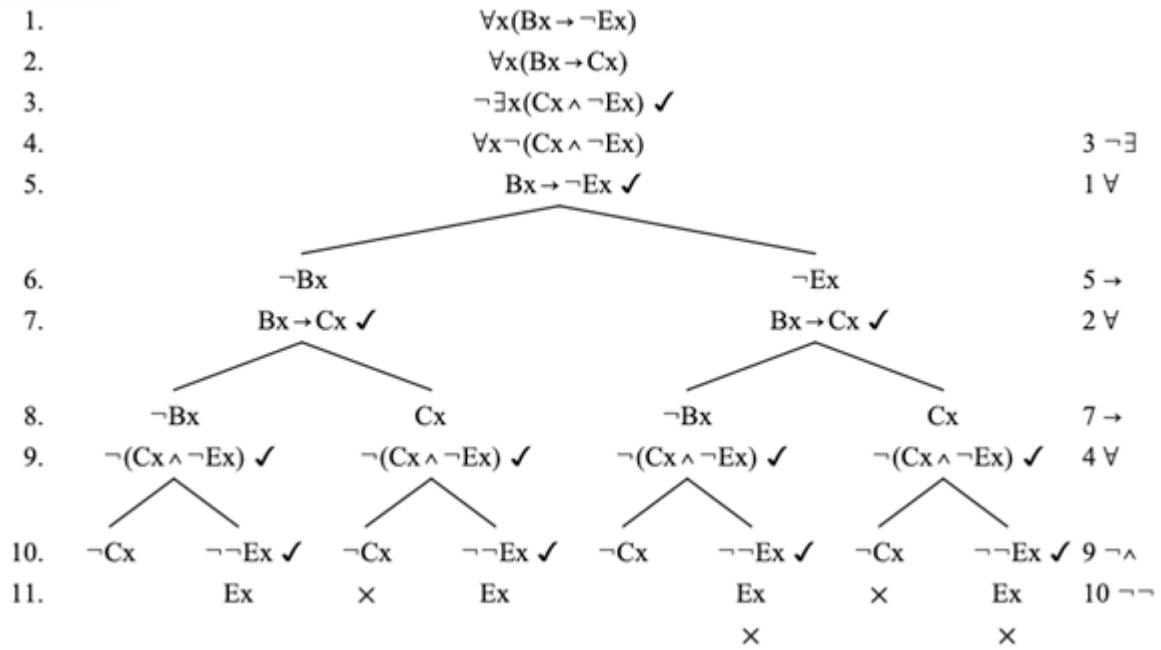 1. ∀x(Bx→¬Ex)
2. ∀x(Bx→Cx)
3. ¬∃x(Cx∧¬Ex) ✓
4. ∀x¬(Cx∧¬Ex) 3 ¬∃
5. Bx→¬Ex ✓ 1 ∀
6. ¬Bx ¬Ex 5 →
7. Bx→Cx ✓ Bx→Cx ✓ 2 ∀
8. ¬Bx Cx ¬Bx Cx 7 →
9. ¬(Cx∧¬Ex) ✓ ¬(Cx∧¬Ex) ✓ ¬(Cx∧¬Ex) ✓ ¬(Cx∧¬Ex) ✓ 4 ∀
10. ¬Cx ¬¬Ex ✓ ¬Cx ¬¬Ex ✓ ¬Cx ¬¬Ex ✓ ¬Cx ¬¬Ex ✓ 9 ¬∧
11. Ex × Ex Ex × Ex 10 ¬¬
× ×